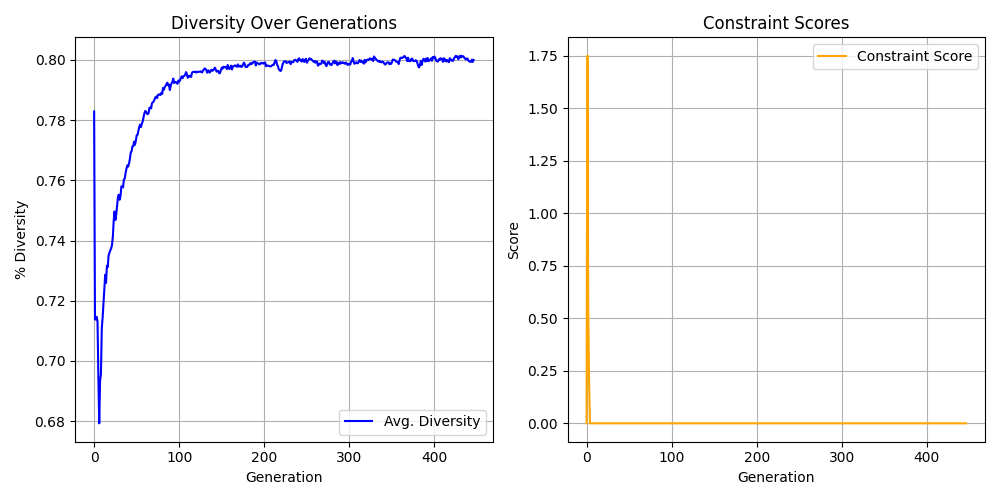 Diversity Over Generations
% Diversity
0.80
0.78
0.76
0.74
0.72
0.70
0.68
Avg. Diversity
0 100 200 300 400
Generation
Constraint Scores
Score
1.75
1.50
1.25
1.00
0.75
0.50
0.25
0.00
Constraint Score
0 100 200 300 400
Generation